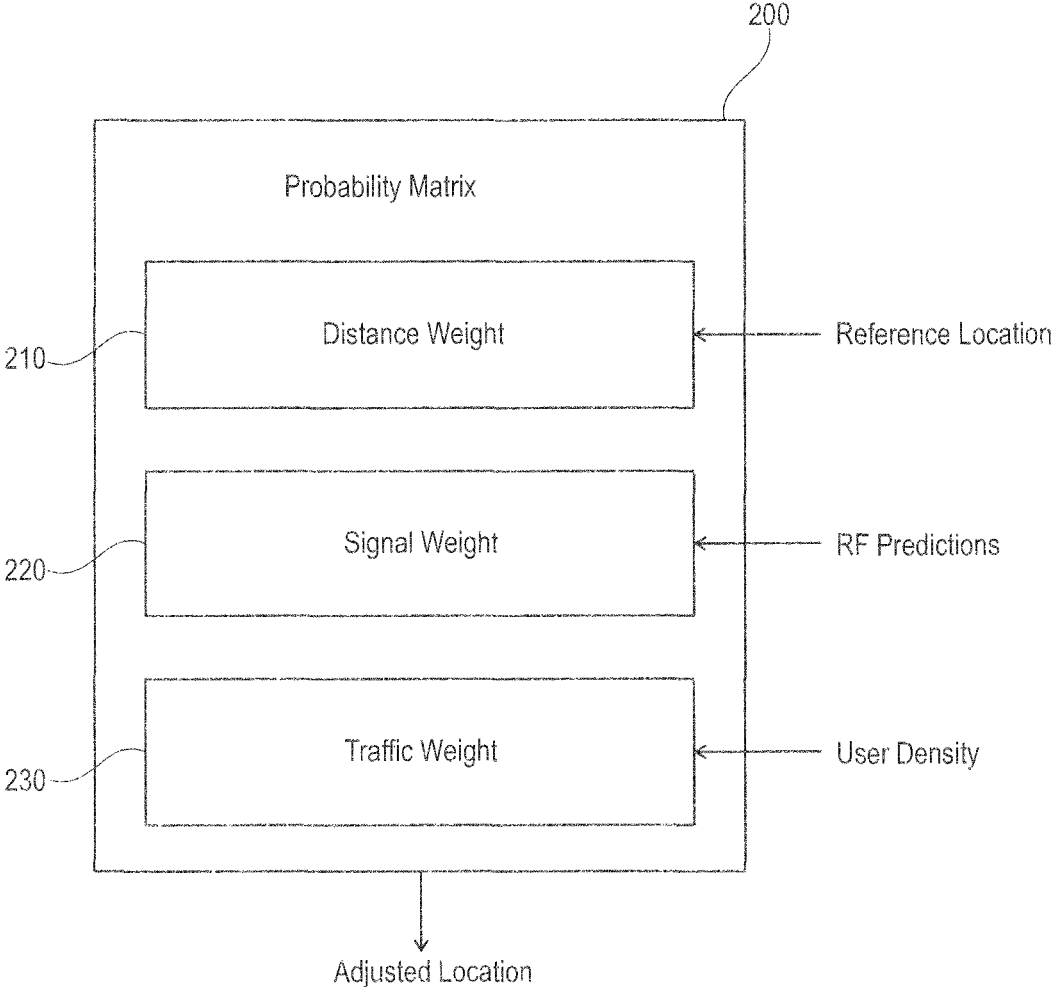 200
Probability Matrix
Distance Weight
Reference Location
210
Signal Weight
RF Predictions
220
Traffic Weight
User Density
230
Adjusted Location